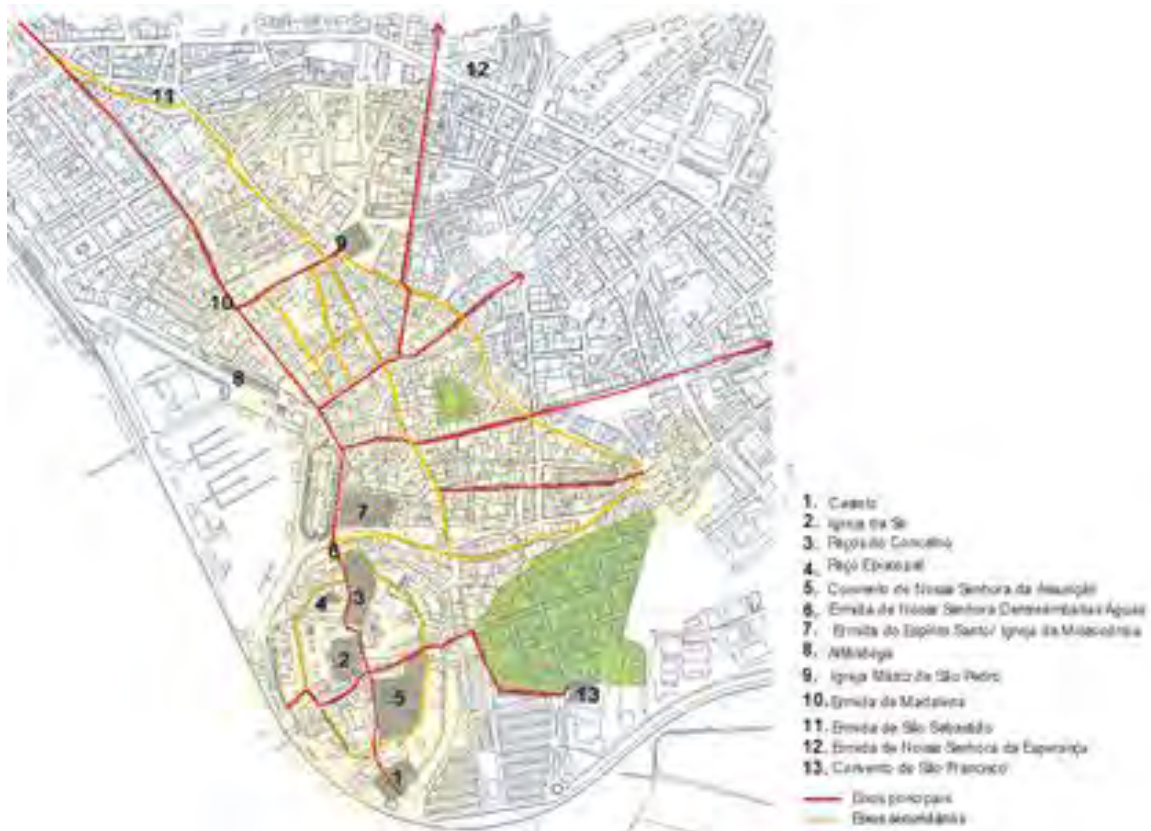 12
11
9
10
8
7
6
4
3
2
5
13
1
1. Castelo
2. Igreja da Sé
3. Paços do Concelho
4. Paço Episcopal
5. Convento de Nossa Senhora da Assunção
6. Ermida de Nossa Senhora Águas
7. Ermida do Espírito Santo/ Igreja da Misericórdia
8. Alfândega
9. Igreja Matriz de São Pedro
10. Ermida da Madalena
11. Ermida de São Sebastião
12. Ermida de Nossa Senhora da Esperança
13. Convento de São Francisco
Eixos principais
Eixos secundários